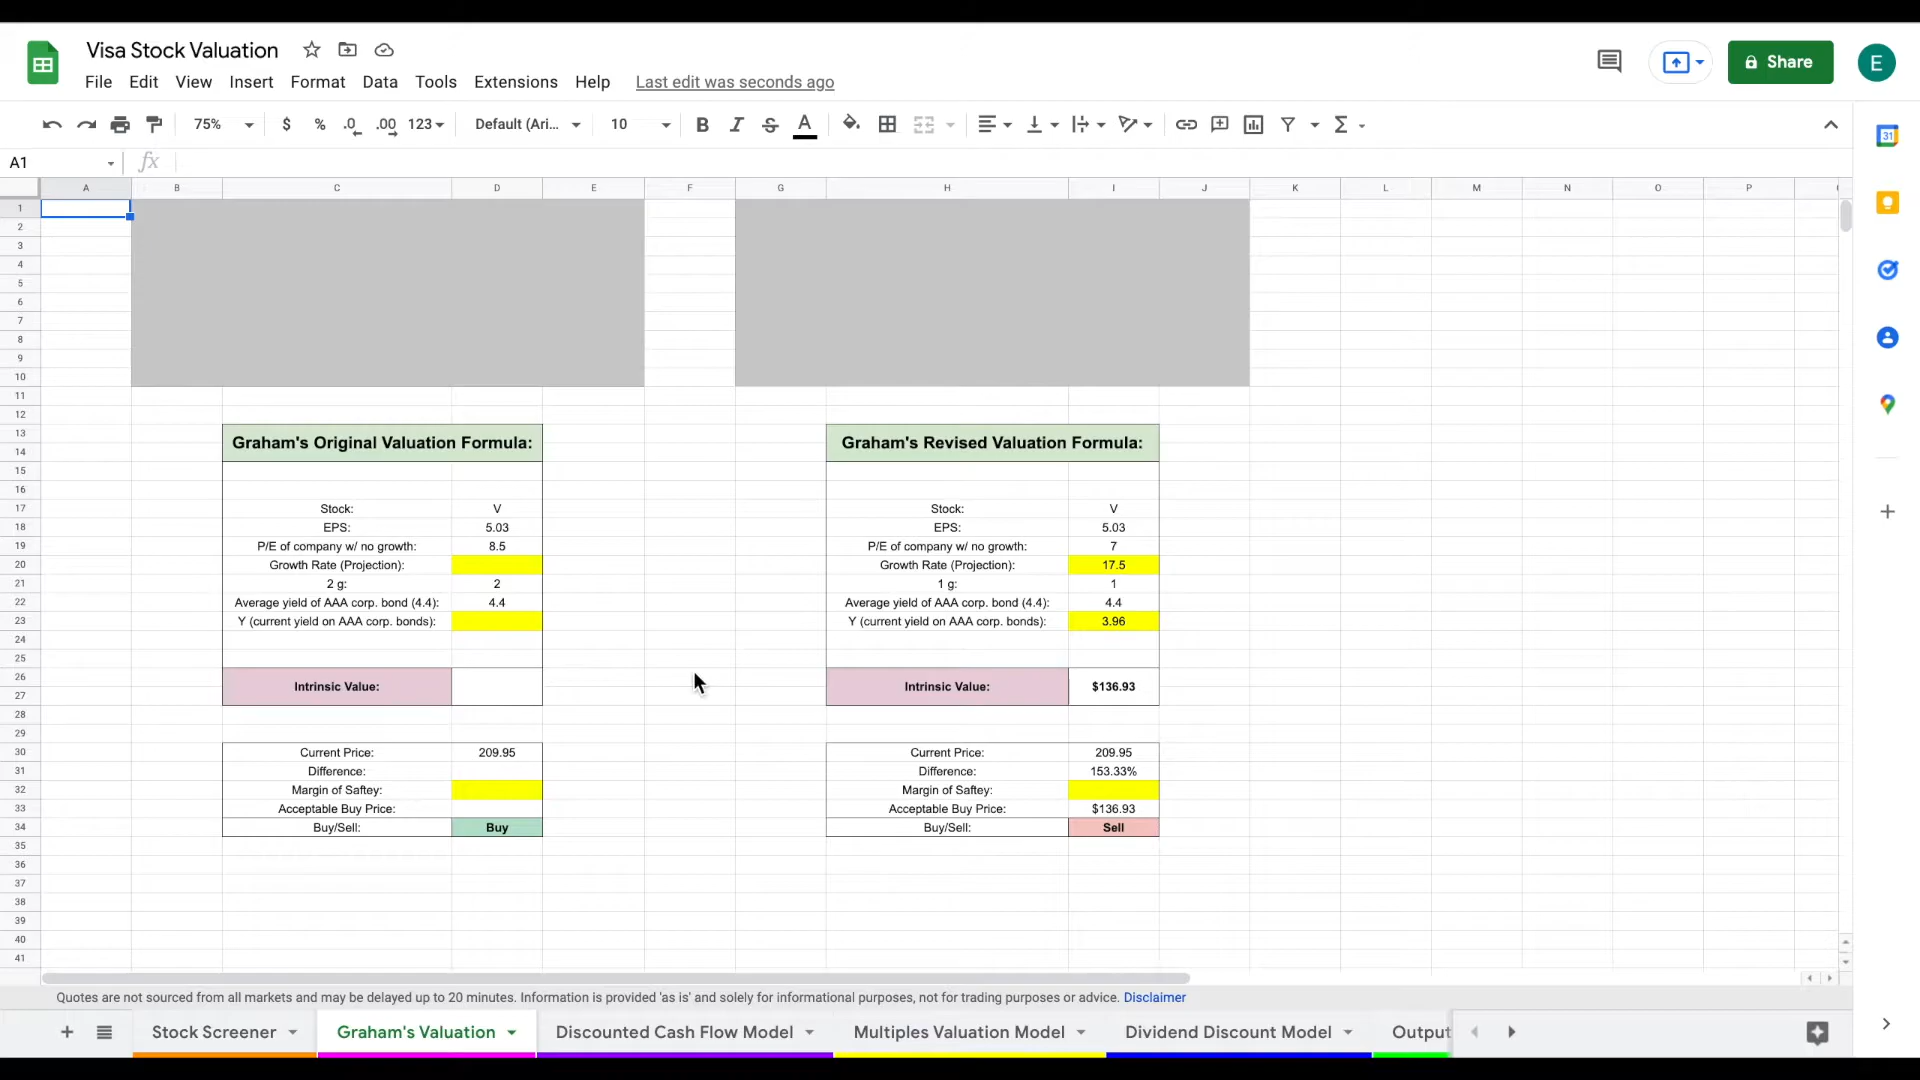 Visa Stock Valuation
File Edit View Insert Format Data Tools Extensions Help Last edit was seconds ago
Share
E
75% $ % .0 .00 123 Default (Ari... 10 B I S A Σ
31
A1 fx
A B C D E F G H I J K L M N O P
1
2
3
4
5
6
7
8
9
10
11
12
13
Graham's Original Valuation Formula: Graham's Revised Valuation Formula:
14
15
16
17 Stock: V Stock: V
18 EPS: 5.03 EPS: 5.03
19 P/E of company w/ no growth: 8.5 P/E of company w/ no growth: 7
20 Growth Rate (Projection): Growth Rate (Projection): 17.5
21 2 g: 2 1 g: 1
22 Average yield of AAA corp. bond (4.4): 4.4 Average yield of AAA corp. bond (4.4): 4.4
23 Y (current yield on AAA corp. bonds): Y (current yield on AAA corp. bonds): 3.96
24
25
26
Intrinsic Value: Intrinsic Value: $136.93
27
28
29
30 Current Price: 209.95 Current Price: 209.95
31 Difference: Difference: 153.33%
32 Margin of Saftey: Margin of Saftey:
33 Acceptable Buy Price: Acceptable Buy Price: $136.93
34 Buy/Sell: Buy Buy/Sell: Sell
35
36
37
38
39
40
41
Quotes are not sourced from all markets and may be delayed up to 20 minutes. Information is provided 'as is' and solely for informational purposes, not for trading purposes or advice. Disclaimer
Stock Screener Graham's Valuation Discounted Cash Flow Model Multiples Valuation Model Dividend Discount Model Output